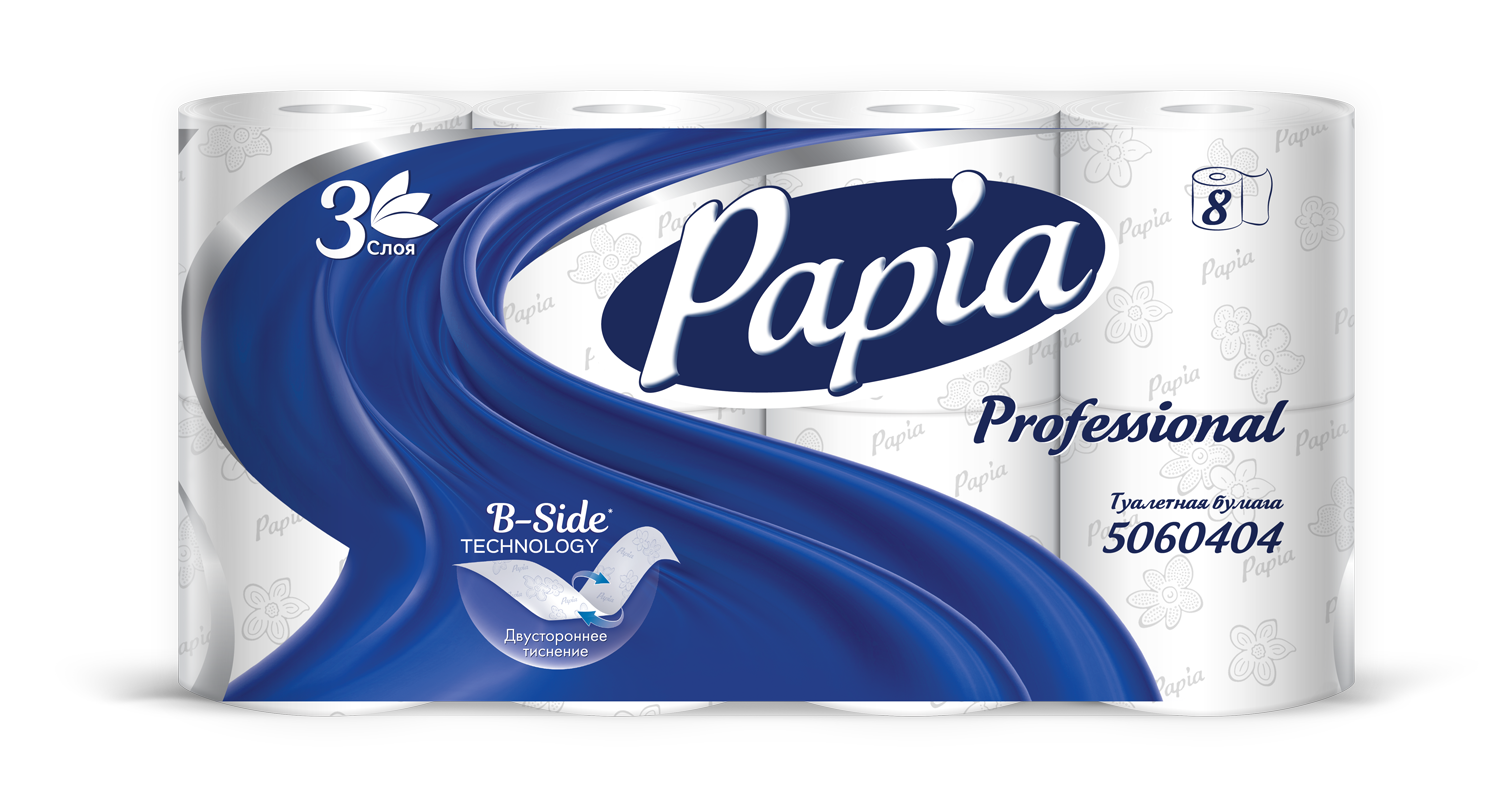 3
Слоя
8
Papia
Professional
Туалетная бумага
5060404
B-Side*
TECHNOLOGY
Двустороннее
тиснение